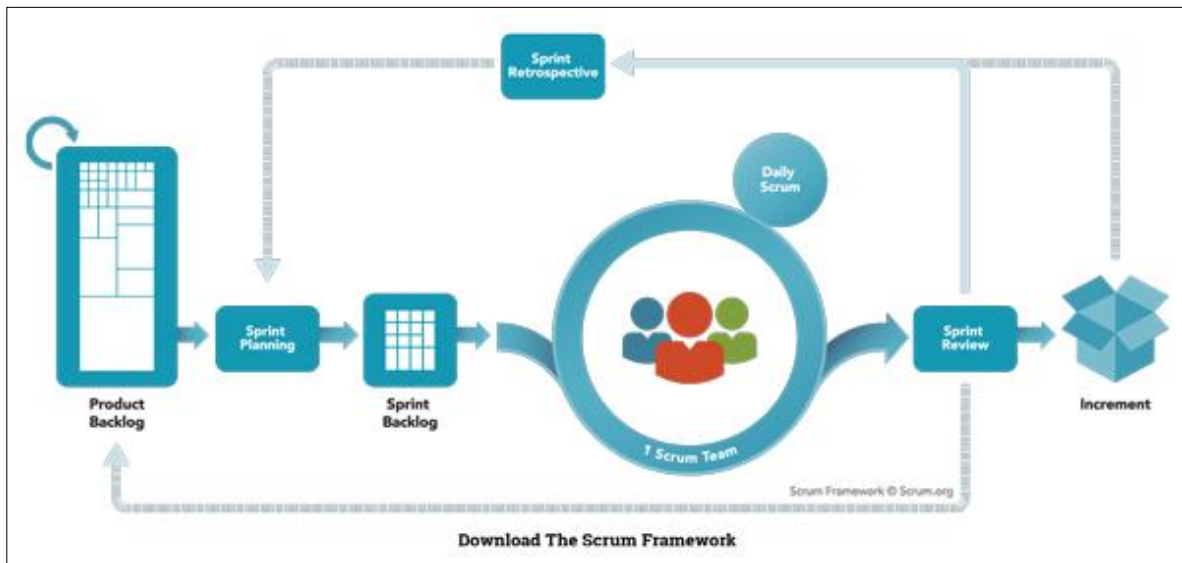 Sprint
Retrospective
Daily
Scrum
Sprint
Planning
Sprint
Review
Product
Backlog
Sprint
Backlog
Increment
1 Scrum Team
Scrum Framework © Scrum.org
Download The Scrum Framework